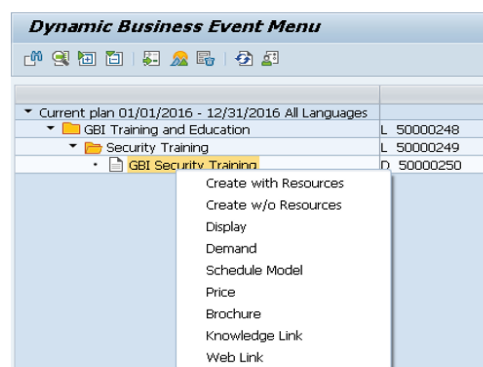 Dynamic Business Event Menu
Current plan 01/01/2016 - 12/31/2016 All Languages
GBI Training and Education L 50000248
Security Training L 50000249
GBI Security Training D 50000250
Create with Resources
Create w/o Resources
Display
Demand
Schedule Model
Price
Brochure
Knowledge Link
Web Link